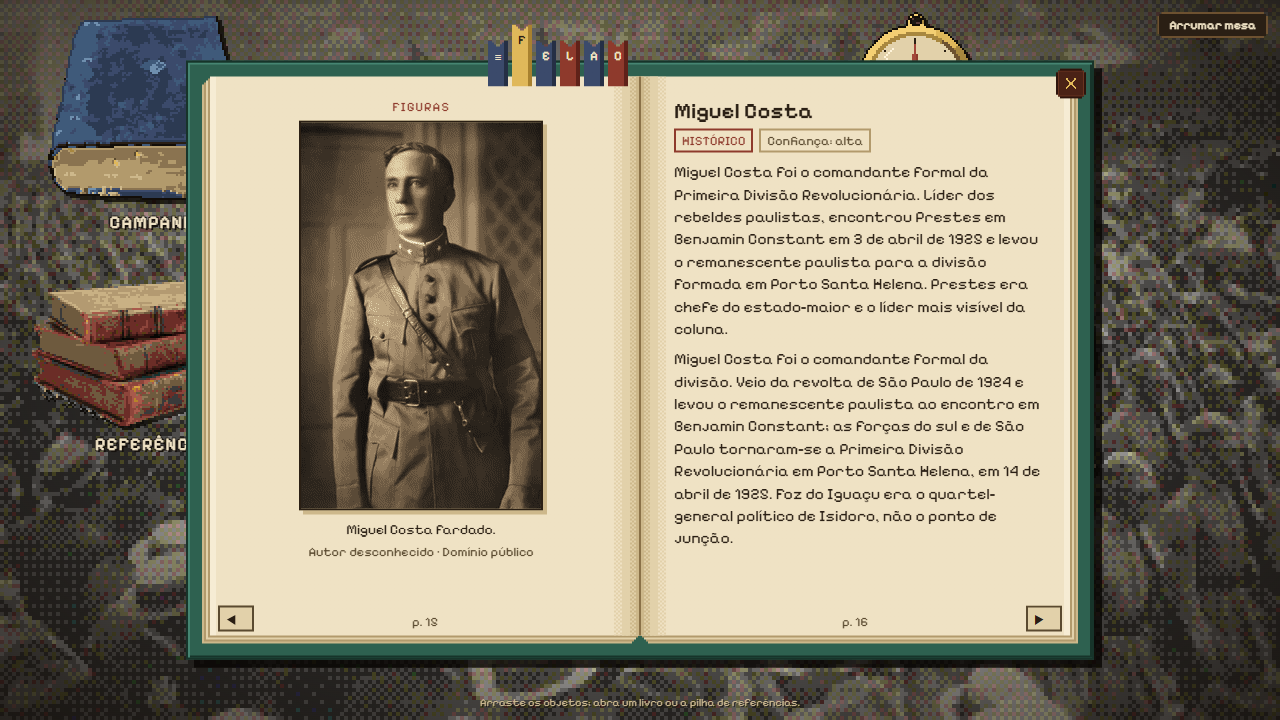 Arrumar mesa
≡ F E L A O
CAMPAN
REFERÊNC
FIGURAS
Miguel Costa Fardado.
Autor desconhecido · Domínio público
p. 15
Miguel Costa
HISTÓRICO Confiança: alta
Miguel Costa foi o comandante formal da
Primeira Divisão Revolucionária. Líder dos
rebeldes paulistas, encontrou Prestes em
Benjamin Constant em 3 de abril de 1925 e levou
o remanescente paulista para a divisão
formada em Porto Santa Helena. Prestes era
chefe do estado-maior e o líder mais visível da
coluna.
Miguel Costa foi o comandante formal da
divisão. Veio da revolta de São Paulo de 1924 e
levou o remanescente paulista ao encontro em
Benjamin Constant; as forças do sul e de São
Paulo tornaram-se a Primeira Divisão
Revolucionária em Porto Santa Helena, em 14 de
abril de 1925. Foz do Iguaçu era o quartel-
general político de Isidoro, não o ponto de
junção.
p. 16
Arraste os objetos; abra um livro ou a pilha de referências.